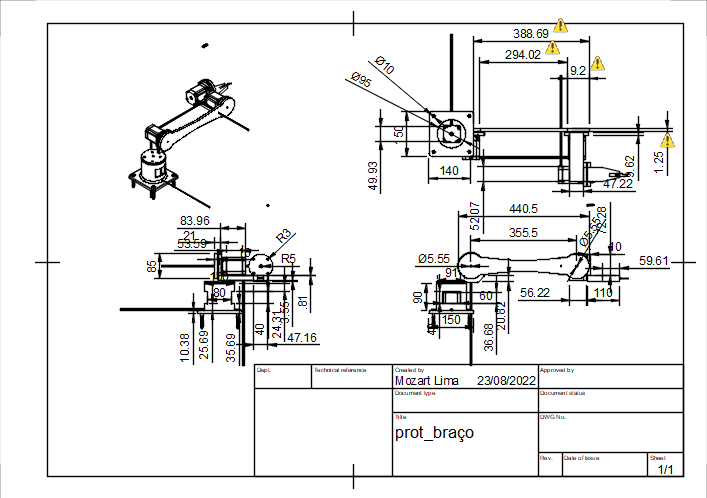 388.69
294.02
9.2
Ø10
Ø95
150
49.93
140
9.62
1.25
47.22
52.07
83.96
21
53.59
R3
R5
85
80
.81
3.55
24.31
40
47.16
10.38
25.69
35.69
440.5
72.28
355.5
Ø5.55
Ø5.55
10
59.61
91
90
60
56.22
110
20.82
150
36.68
Dept.
Technical reference
Created by
Approved by
Mozart Lima 23/08/2022
Document type
Document status
Title
DWG No.
prot_braço
Rev.
Date of issue
Sheet
1/1